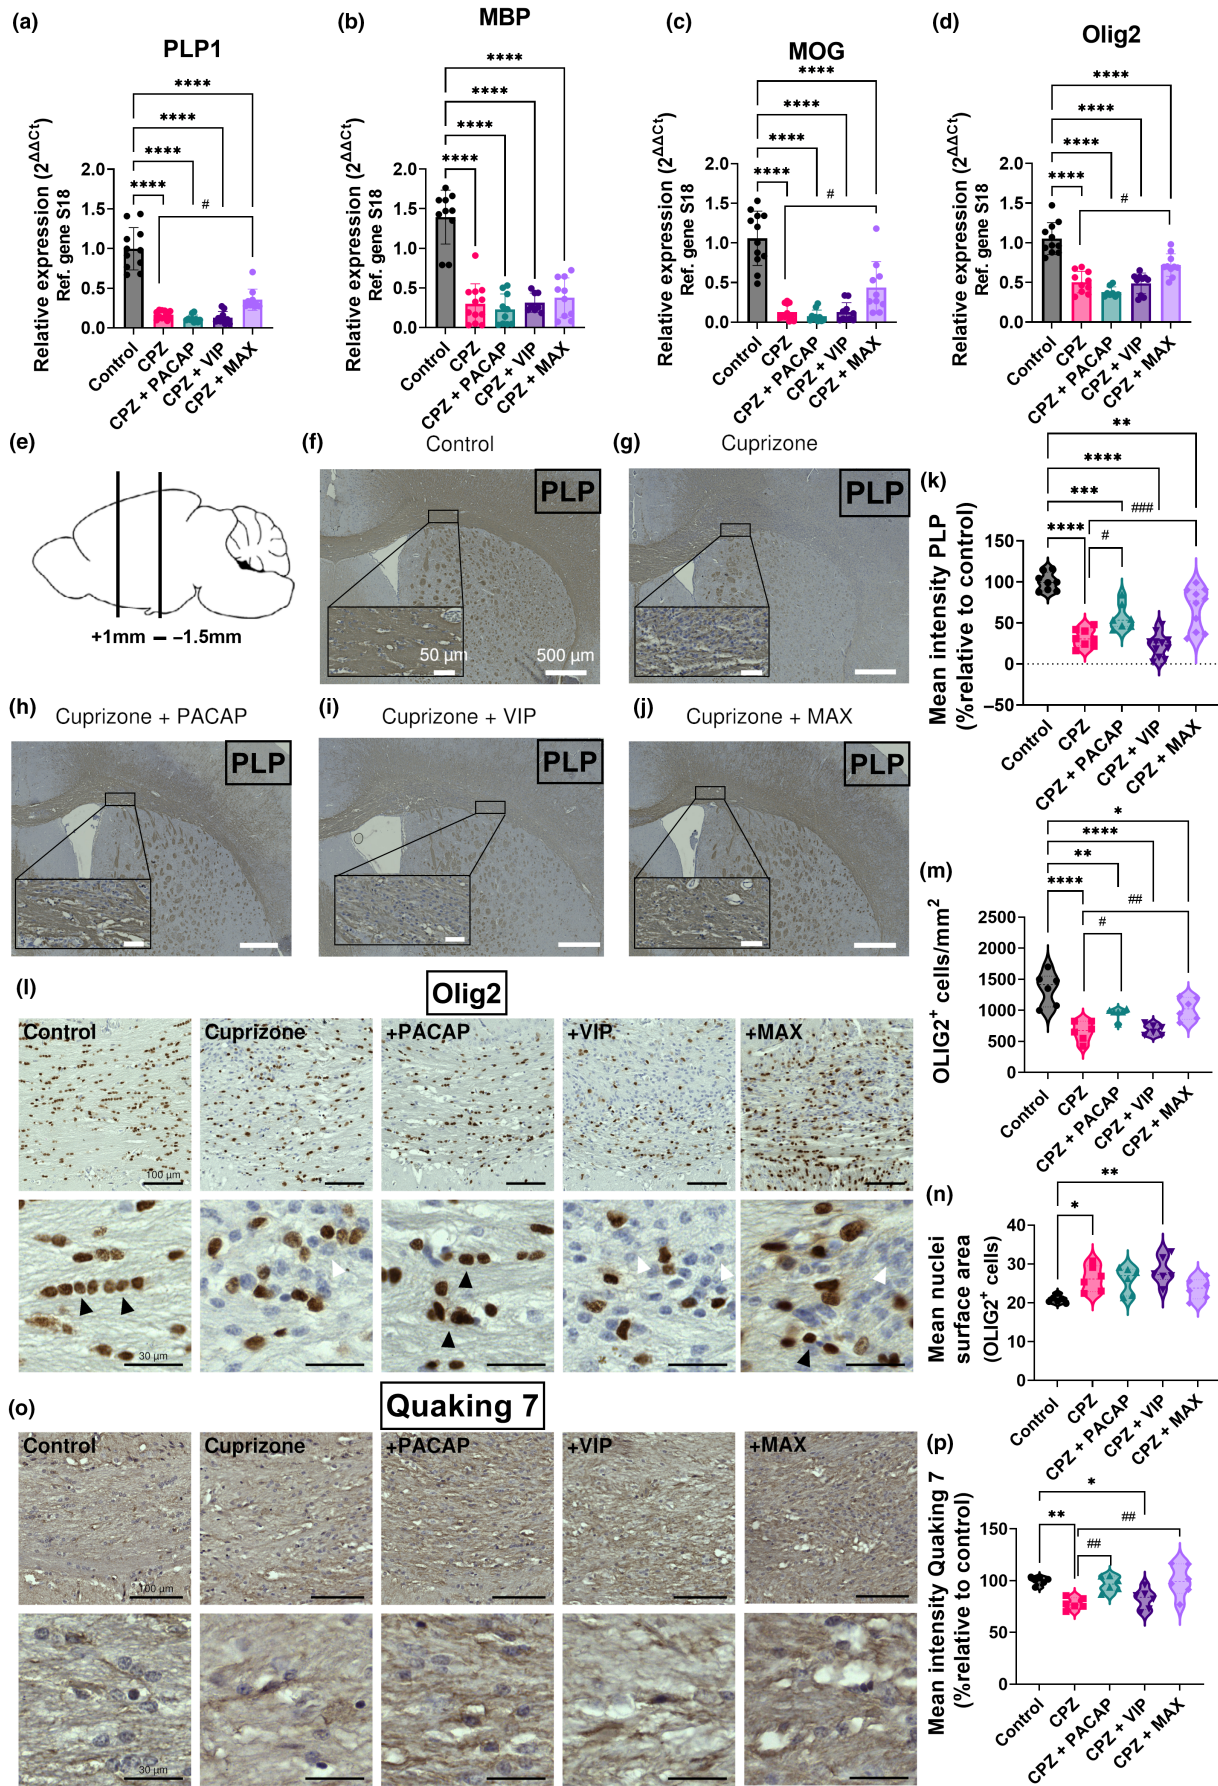 (a)
PLP1
Relative expression (2^ΔΔCt)
Ref. gene S18
****
****
****
****
#
2.0
1.5
1.0
0.5
0.0
Control
CPZ
CPZ + PACAP
CPZ + VIP
CPZ + MAX
(b)
MBP
Relative expression (2^ΔΔCt)
Ref. gene S18
****
****
****
****
2.0
1.5
1.0
0.5
0.0
Control
CPZ
CPZ + PACAP
CPZ + VIP
CPZ + MAX
(c)
MOG
Relative expression (2^ΔΔCt)
Ref. gene S18
****
****
****
****
#
2.0
1.5
1.0
0.5
0.0
Control
CPZ
CPZ + PACAP
CPZ + VIP
CPZ + MAX
(d)
Olig2
Relative expression (2^ΔΔCt)
Ref. gene S18
****
****
****
****
#
2.0
1.5
1.0
0.5
0.0
Control
CPZ
CPZ + PACAP
CPZ + VIP
CPZ + MAX
(e)
+1mm – –1.5mm
(f)
Control
PLP
50 µm
500 µm
(g)
Cuprizone
PLP
(h)
Cuprizone + PACAP
PLP
(i)
Cuprizone + VIP
PLP
(j)
Cuprizone + MAX
PLP
(k)
Mean intensity PLP
(%relative to control)
**
****
***
###
****
#
150
100
50
0
–50
Control
CPZ
CPZ + PACAP
CPZ + VIP
CPZ + MAX
(l)
Olig2
Control
Cuprizone
+PACAP
+VIP
+MAX
100 µm
30 µm
(m)
OLIG2+ cells/mm2
*
****
**
****
##
#
2500
2000
1500
1000
500
0
Control
CPZ
CPZ + PACAP
CPZ + VIP
CPZ + MAX
(n)
Mean nuclei
surface area
(OLIG2+ cells)
**
*
40
30
20
10
0
Control
CPZ
CPZ + PACAP
CPZ + VIP
CPZ + MAX
(o)
Quaking 7
Control
Cuprizone
+PACAP
+VIP
+MAX
100 µm
30 µm
(p)
Mean intensity Quaking 7
(%relative to control)
*
**
##
##
150
100
50
0
Control
CPZ
CPZ + PACAP
CPZ + VIP
CPZ + MAX